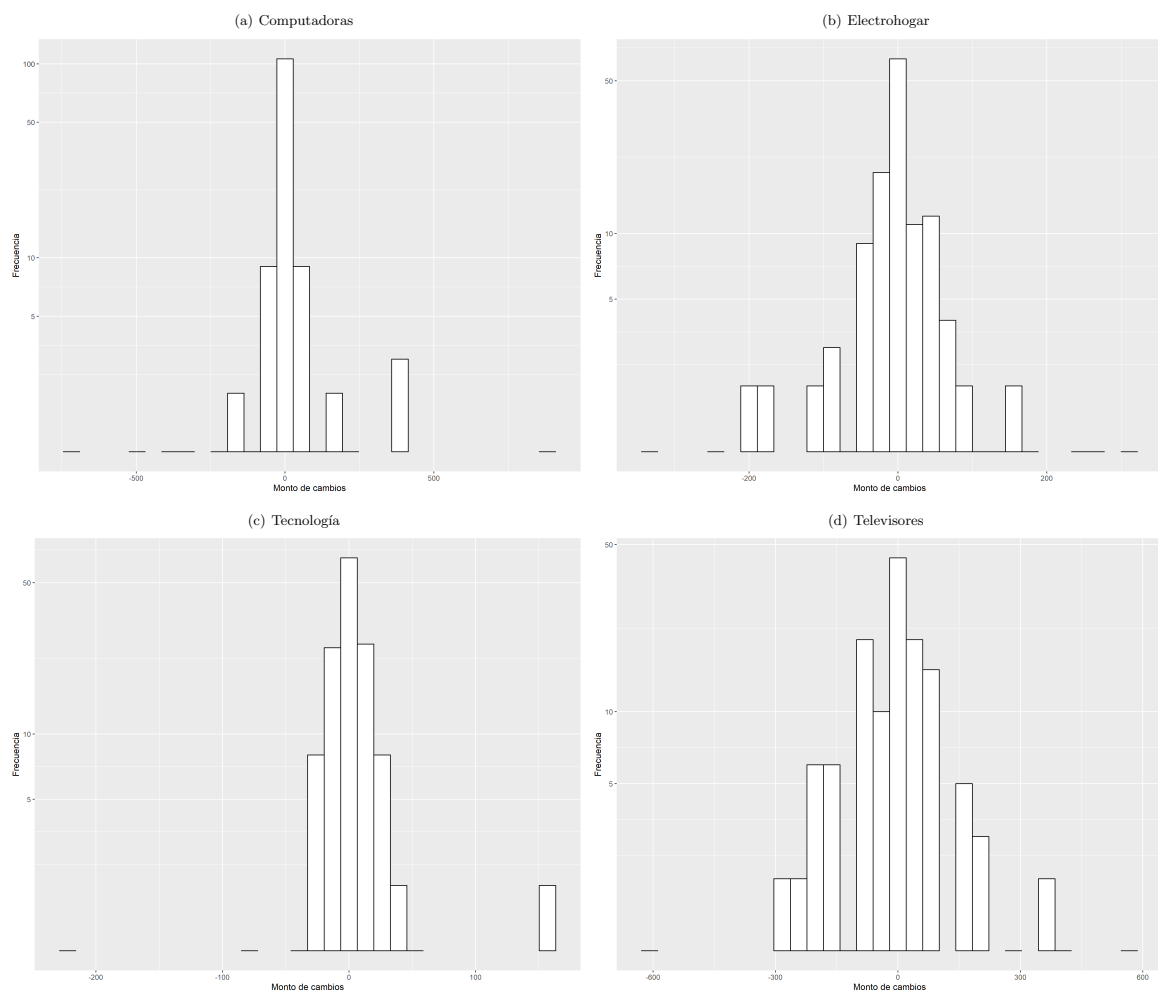 (a) Computadoras
100
50
10
5
Frecuencia
-500
0
500
Monto de cambios
(b) Electrohogar
50
10
5
Frecuencia
-200
0
200
Monto de cambios
(c) Tecnología
50
10
5
Frecuencia
-200
-100
0
100
Monto de cambios
(d) Televisores
50
10
5
Frecuencia
-600
-300
0
300
600
Monto de cambios